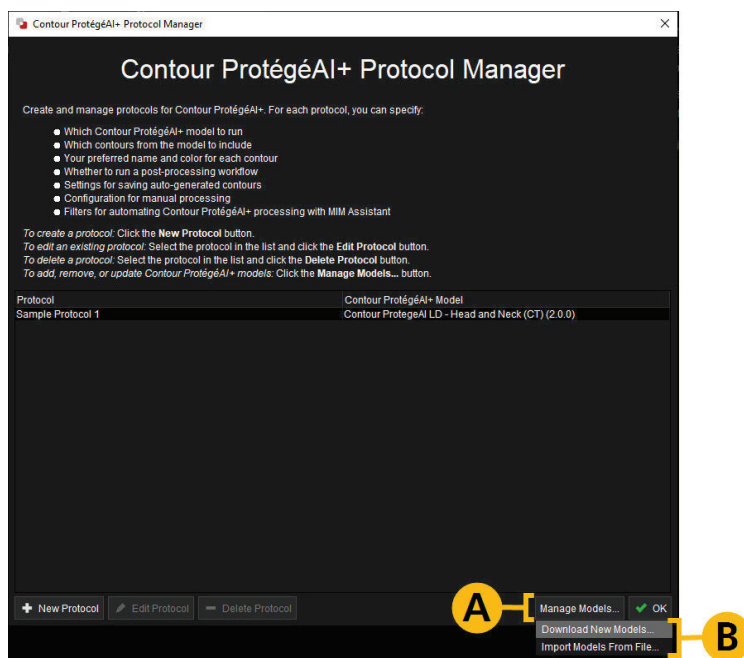 Contour ProtégéAI+ Protocol Manager
Contour ProtégéAI+ Protocol Manager
Create and manage protocols for Contour ProtégéAI+. For each protocol, you can specify:
Which Contour ProtégéAI+ model to run
Which contours from the model to include
Your preferred name and color for each contour
Whether to run a post-processing workflow
Settings for saving auto-generated contours
Configuration for manual processing
Filters for automating Contour ProtégéAI+ processing with MIM Assistant
To create a protocol: Click the New Protocol button.
To edit an existing protocol: Select the protocol in the list and click the Edit Protocol button.
To delete a protocol: Select the protocol in the list and click the Delete Protocol button.
To add, remove, or update Contour ProtégéAI+ models: Click the Manage Models... button.
Protocol Contour ProtégéAI+ Model
Sample Protocol 1 Contour ProtegeAI LD - Head and Neck (CT) (2.0.0)
New Protocol Edit Protocol Delete Protocol A Manage Models... OK
Download New Models...
B
Import Models From File...